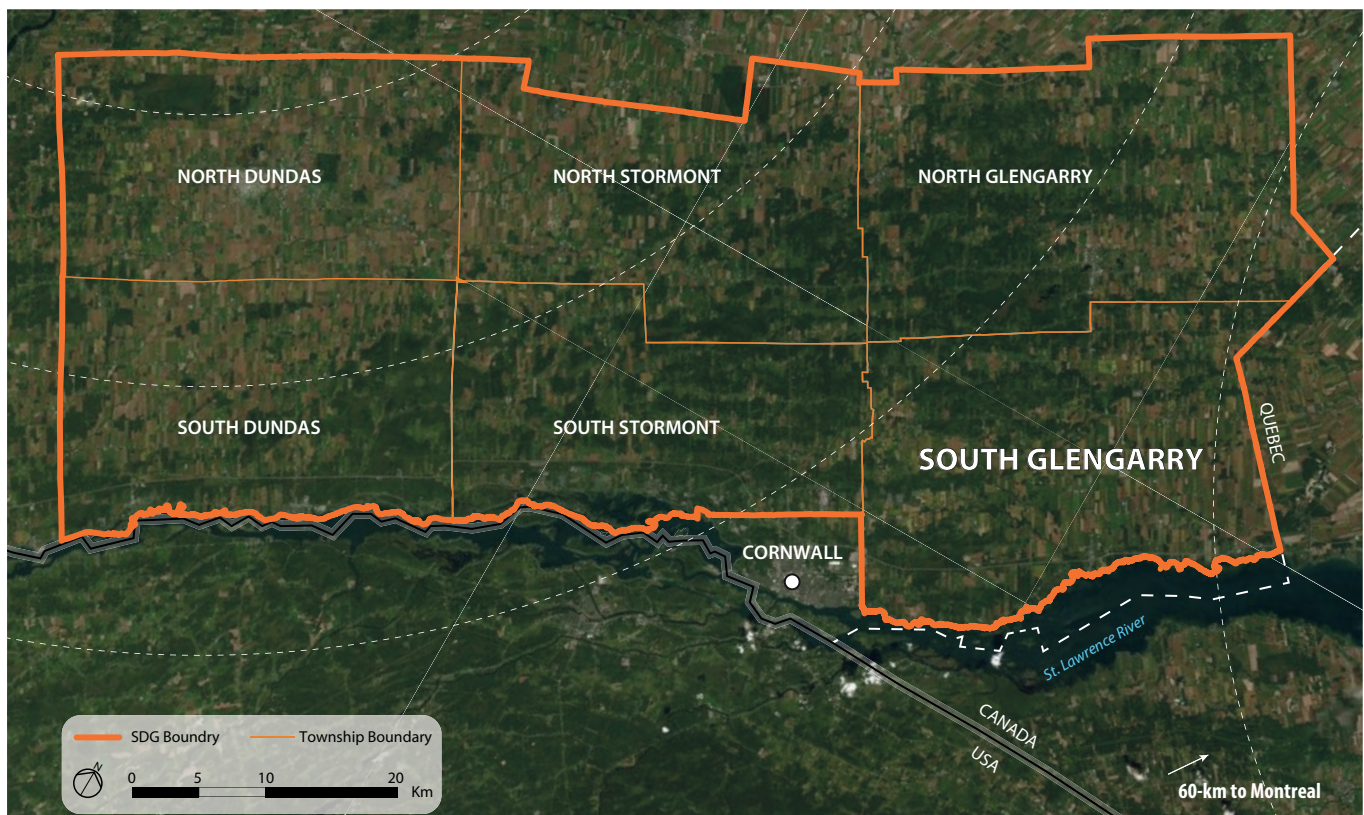 NORTH DUNDAS
NORTH STORMONT
NORTH GLENGARRY
SOUTH DUNDAS
SOUTH STORMONT
SOUTH GLENGARRY
QUEBEC
CORNWALL
St. Lawrence River
CANADA
USA
60-km to Montreal
SDG Boundry
Township Boundary
N
0 5 10 20
Km